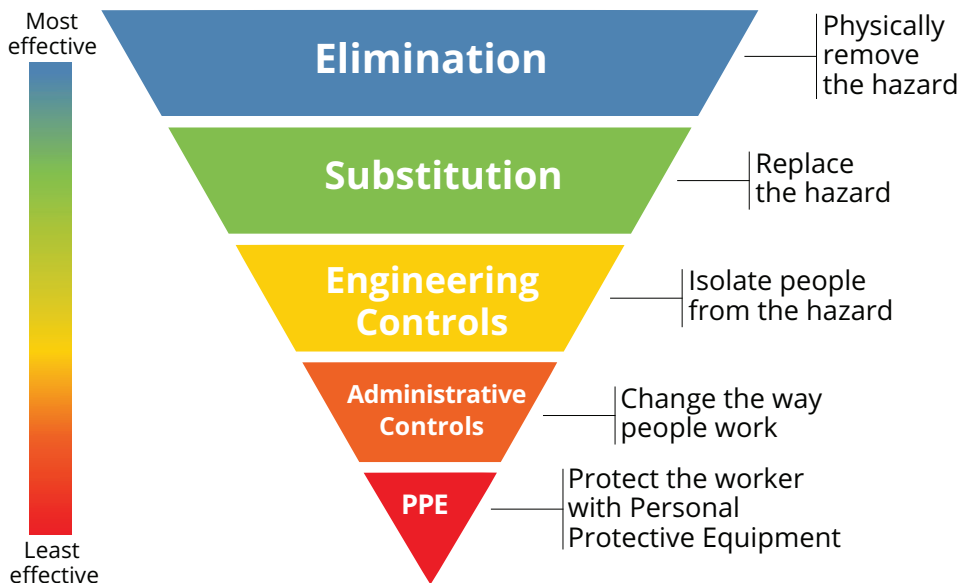 Most
effective
Elimination
Physically
remove
the hazard
Substitution
Replace
the hazard
Engineering
Controls
Isolate people
from the hazard
Administrative
Controls
Change the way
people work
PPE
Protect the worker
with Personal
Protective Equipment
Least
effective